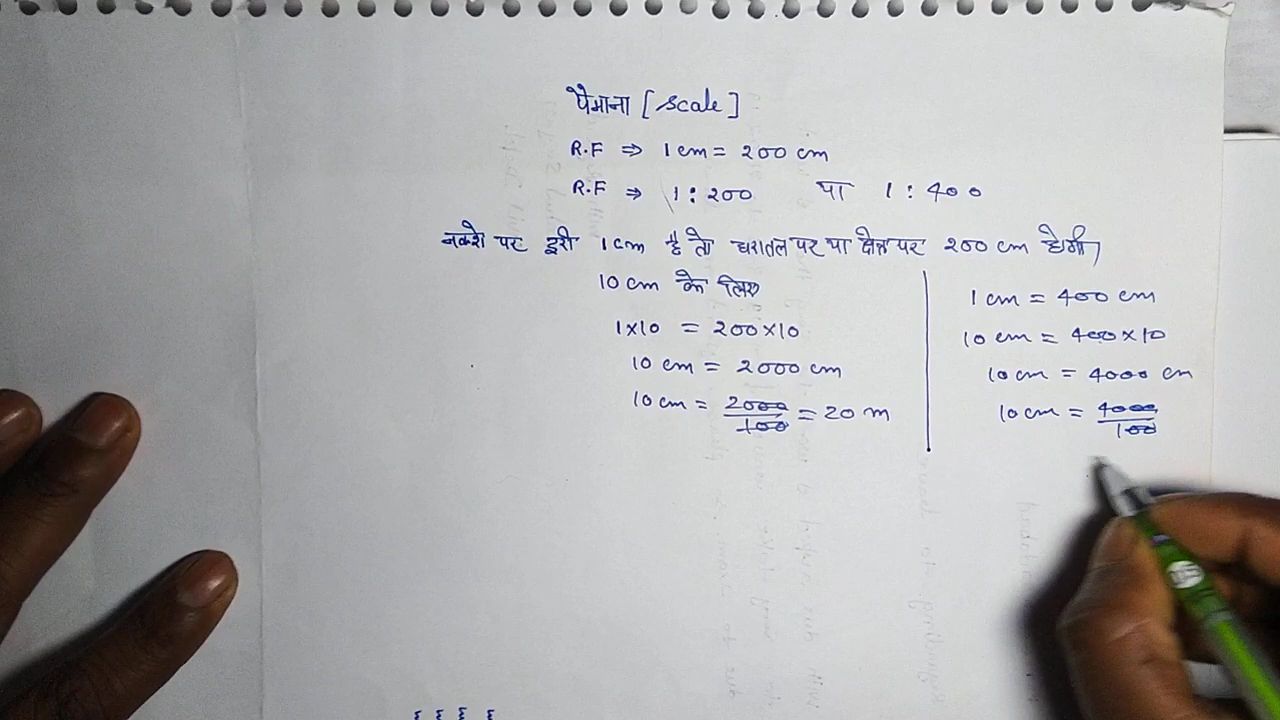 पैमाना [scale]
R.F ⇒ 1 cm = 200 cm
R.F ⇒ 1 : 200 या 1 : 400
नक्शे पर दूरी 1cm है तो धरातल पर या क्षेत्र पर 200 cm होगी,
10 cm के लिए
1×10 = 200×10
10 cm = 2000 cm
10 cm = 2000/100 = 20 m
1 cm = 400 cm
10 cm = 400×10
10 cm = 4000 cm
10 cm = 4000/100